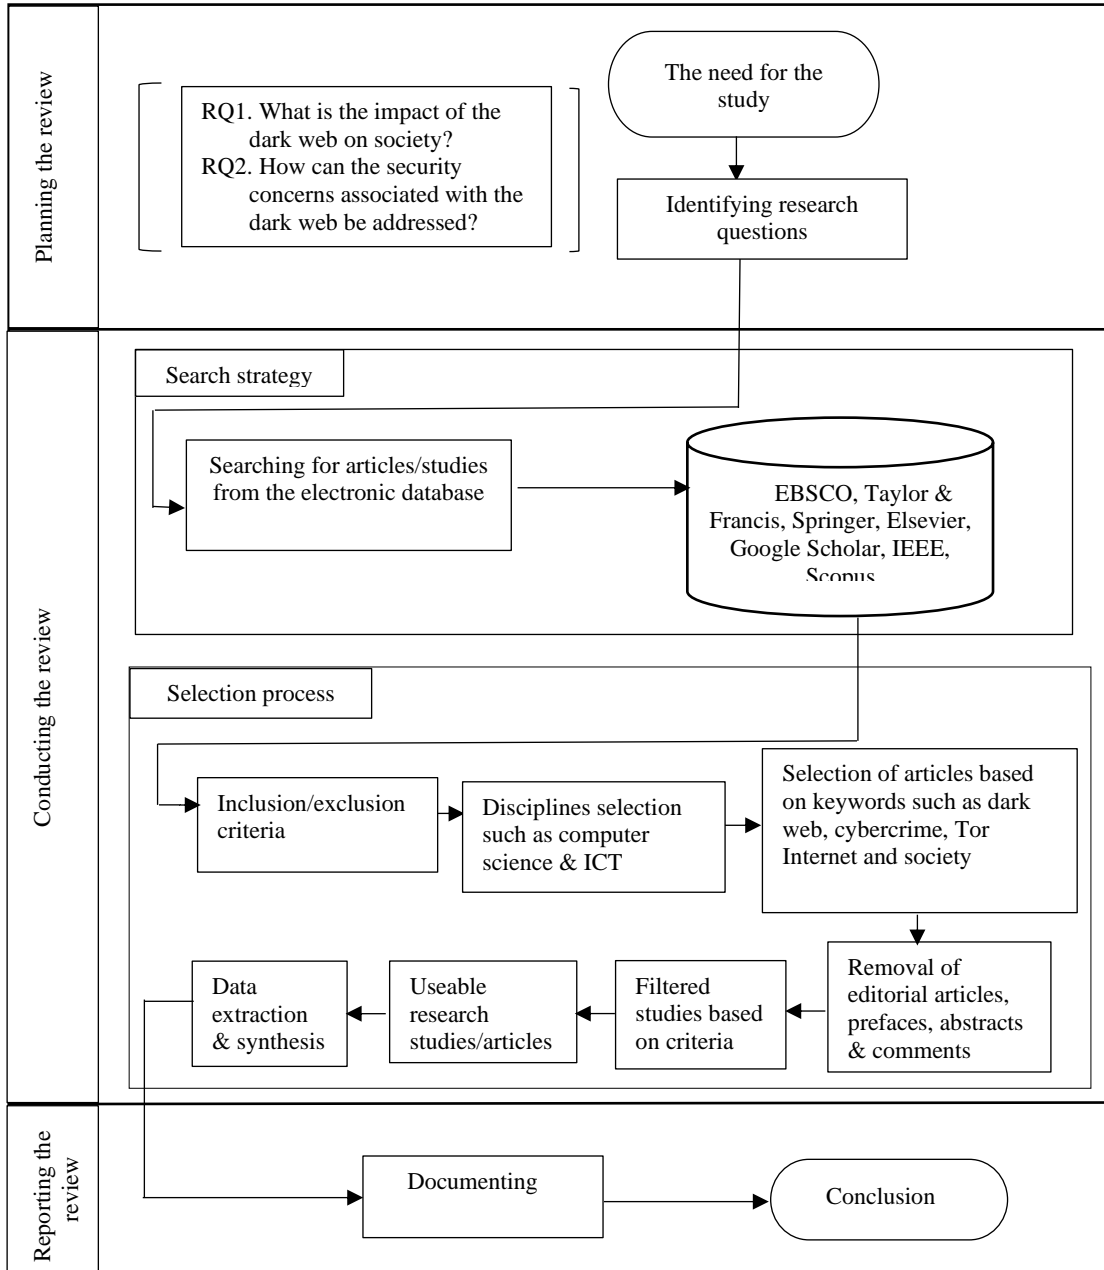 Planning the review
The need for the
study
RQ1. What is the impact of the
dark web on society?
RQ2. How can the security
concerns associated with the
dark web be addressed?
Identifying research
questions
Conducting the review
Search strategy
Searching for articles/studies
from the electronic database
EBSCO, Taylor &
Francis, Springer, Elsevier,
Google Scholar, IEEE,
Scopus
Selection process
Inclusion/exclusion
criteria
Disciplines selection
such as computer
science & ICT
Selection of articles based
on keywords such as dark
web, cybercrime, Tor
Internet and society
Removal of
editorial articles,
prefaces, abstracts
& comments
Filtered
studies based
on criteria
Useable
research
studies/articles
Data
extraction
& synthesis
Reporting the
review
Documenting
Conclusion